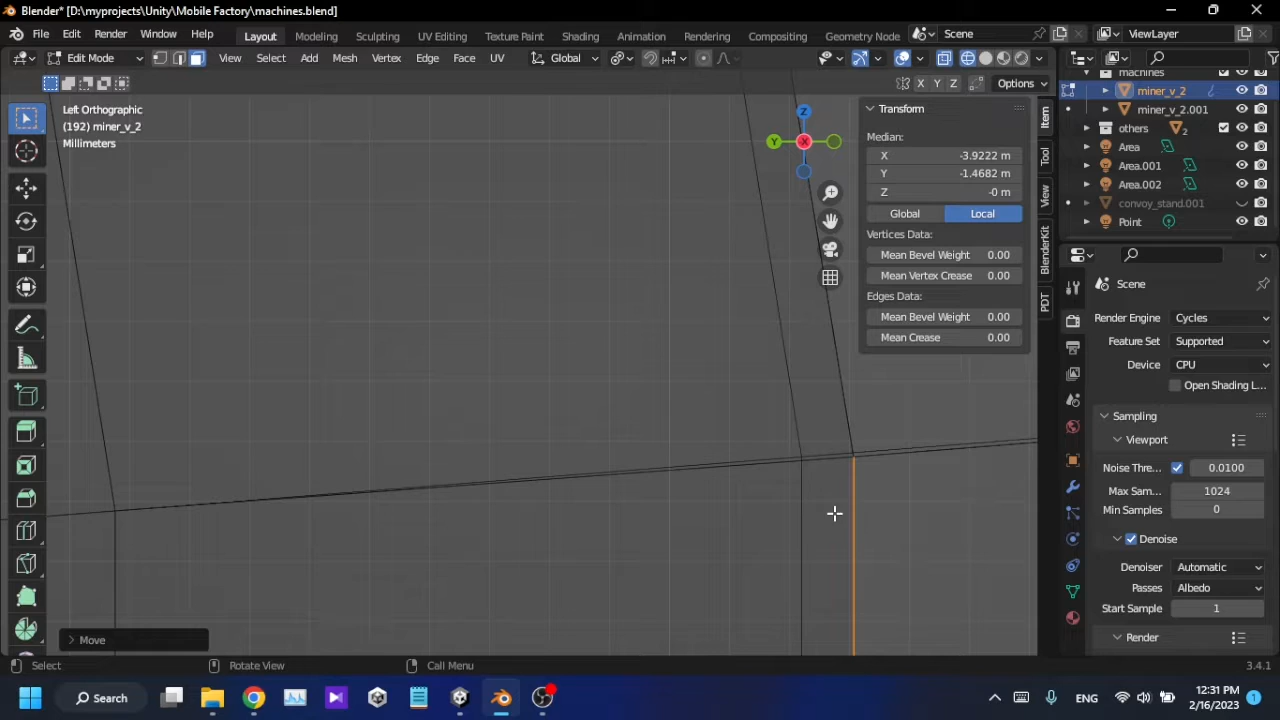 Blender* [D:\myprojects\Unity\Mobile Factory\machines.blend]
File Edit Render Window Help Layout Modeling Sculpting UV Editing Texture Paint Shading Animation Rendering Compositing Geometry Node Scene ViewLayer
Edit Mode View Select Add Mesh Vertex Edge Face UV Global
X Y Z Options
Left Orthographic
(192) miner_v_2
Millimeters
Z
Y
X
Transform
Median:
X -3.9222 m
Y -1.4682 m
Z -0 m
Global Local
Vertices Data:
Mean Bevel Weight 0.00
Mean Vertex Crease 0.00
Edges Data:
Mean Bevel Weight 0.00
Mean Crease 0.00
Item
Tool
View
BlenderKit
PDT
machines
miner_v_2
miner_v_2.001
others 2
Area
Area.001
Area.002
convoy_stand.001
Point
Scene
Render Engine Cycles
Feature Set Supported
Device CPU
Open Shading L...
Sampling
Viewport
Noise Thre... 0.0100
Max Sam... 1024
Min Samples 0
Denoise
Denoiser Automatic
Passes Albedo
Start Sample 1
Render
Move
Select Rotate View Call Menu 3.4.1
Search ENG 12:31 PM
2/16/2023 1